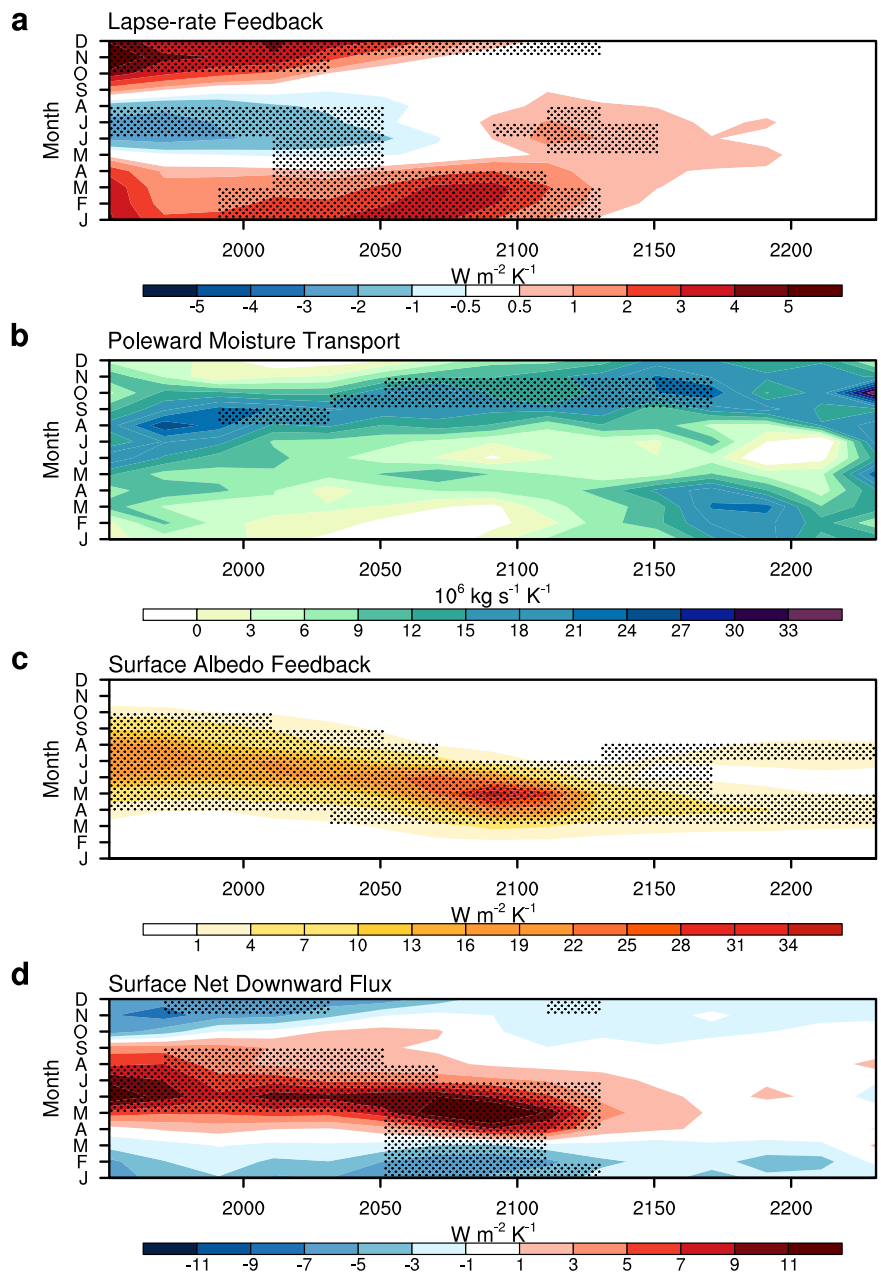 a Lapse-rate Feedback
D
N
O
S
A
J
J
M
A
M
F
J
Month
2000 2050 2100 2150 2200
W m⁻² K⁻¹
-5 -4 -3 -2 -1 -0.5 0.5 1 2 3 4 5
b Poleward Moisture Transport
D
N
O
S
A
J
J
M
A
M
F
J
Month
2000 2050 2100 2150 2200
10⁶ kg s⁻¹ K⁻¹
0 3 6 9 12 15 18 21 24 27 30 33
c Surface Albedo Feedback
D
N
O
S
A
J
J
M
A
M
F
J
Month
2000 2050 2100 2150 2200
W m⁻² K⁻¹
1 4 7 10 13 16 19 22 25 28 31 34
d Surface Net Downward Flux
D
N
O
S
A
J
J
M
A
M
F
J
Month
2000 2050 2100 2150 2200
W m⁻² K⁻¹
-11 -9 -7 -5 -3 -1 1 3 5 7 9 11